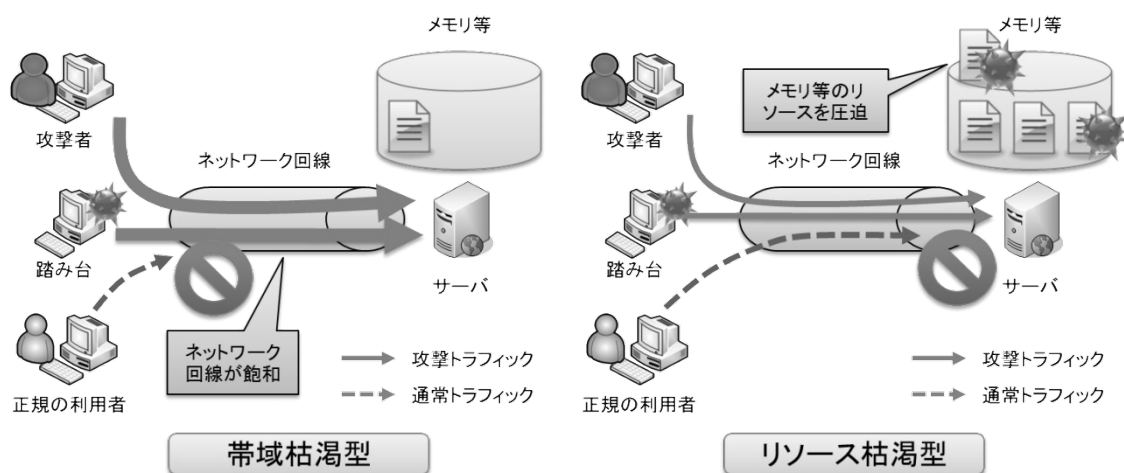 メモリ等
攻撃者
ネットワーク回線
踏み台
サーバ
ネットワーク
回線が飽和
正規の利用者
攻撃トラフィック
通常トラフィック
帯域枯渇型
メモリ等
メモリ等のリ
ソースを圧迫
攻撃者
ネットワーク回線
踏み台
サーバ
正規の利用者
攻撃トラフィック
通常トラフィック
リソース枯渇型